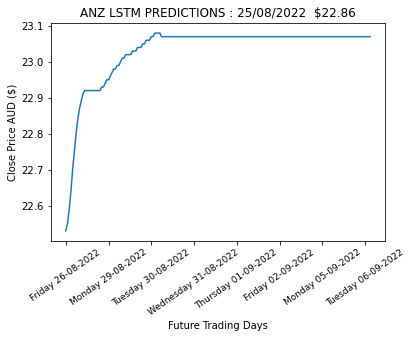 ANZ LSTM PREDICTIONS : 25/08/2022  $22.86
23.1
23.0
22.9
22.8
22.7
22.6
Close Price AUD ($)
Friday 26-08-2022
Monday 29-08-2022
Tuesday 30-08-2022
Wednesday 31-08-2022
Thursday 01-09-2022
Friday 02-09-2022
Monday 05-09-2022
Tuesday 06-09-2022
Future Trading Days